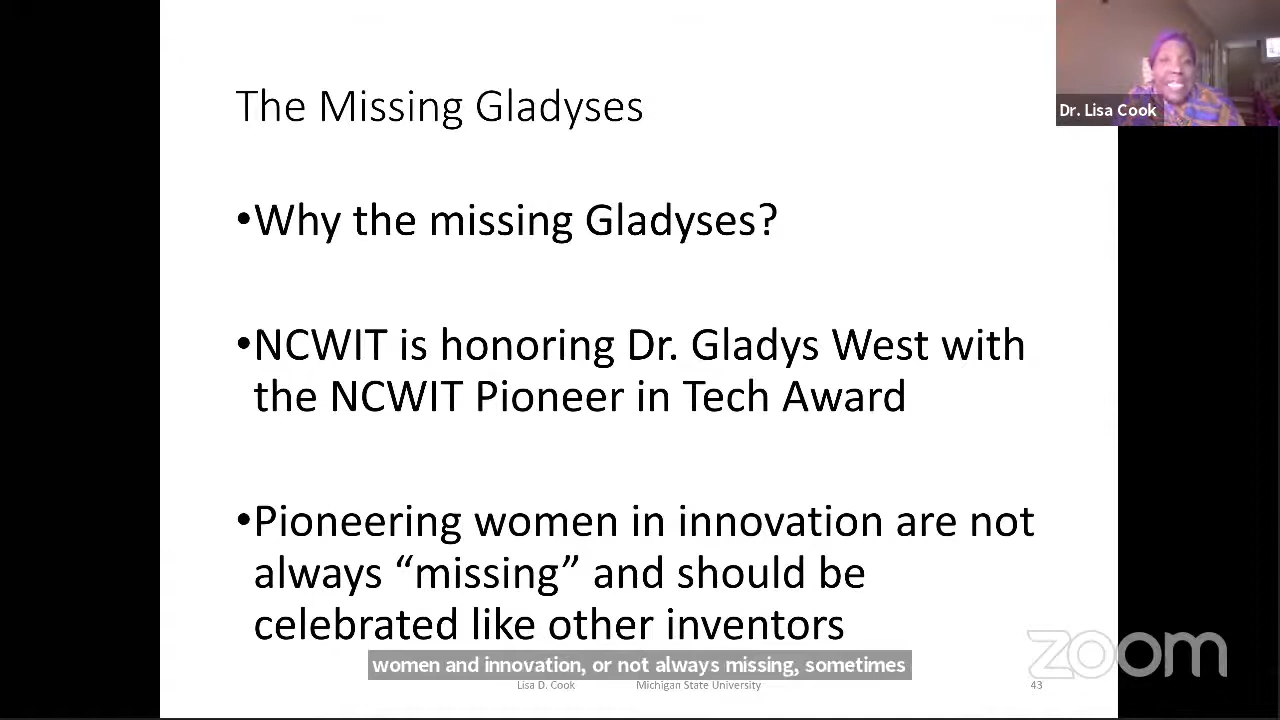 The Missing Gladyses
Dr. Lisa Cook
•Why the missing Gladyses?
•NCWIT is honoring Dr. Gladys West with
the NCWIT Pioneer in Tech Award
•Pioneering women in innovation are not
always “missing” and should be
celebrated like other inventors
women and innovation, or not always missing, sometimes
Lisa D. Cook Michigan State University 43
zoom